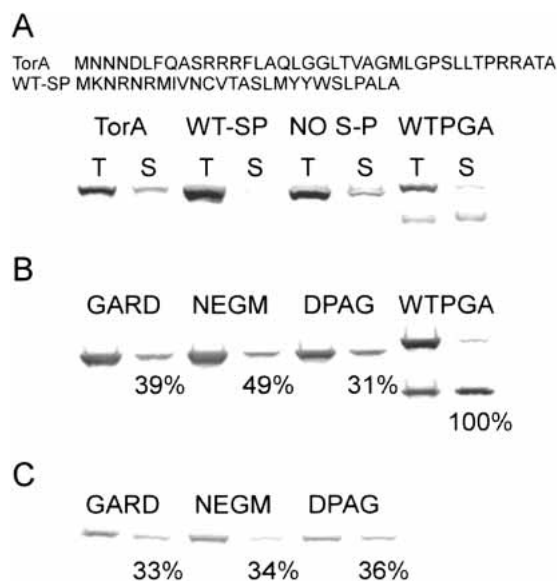 A
TorA MNNNDLFQASRRRFLAQLGGLTVAGMLGPSLLTPRRATA
WT-SP MKNRNRMIVNCVTASLMYYWSLPALA
TorA WT-SP NO S-P WTPGA
T S T S T S T S
B
GARD NEGM DPAG WTPGA
39% 49% 31%
100%
C
GARD NEGM DPAG
33% 34% 36%